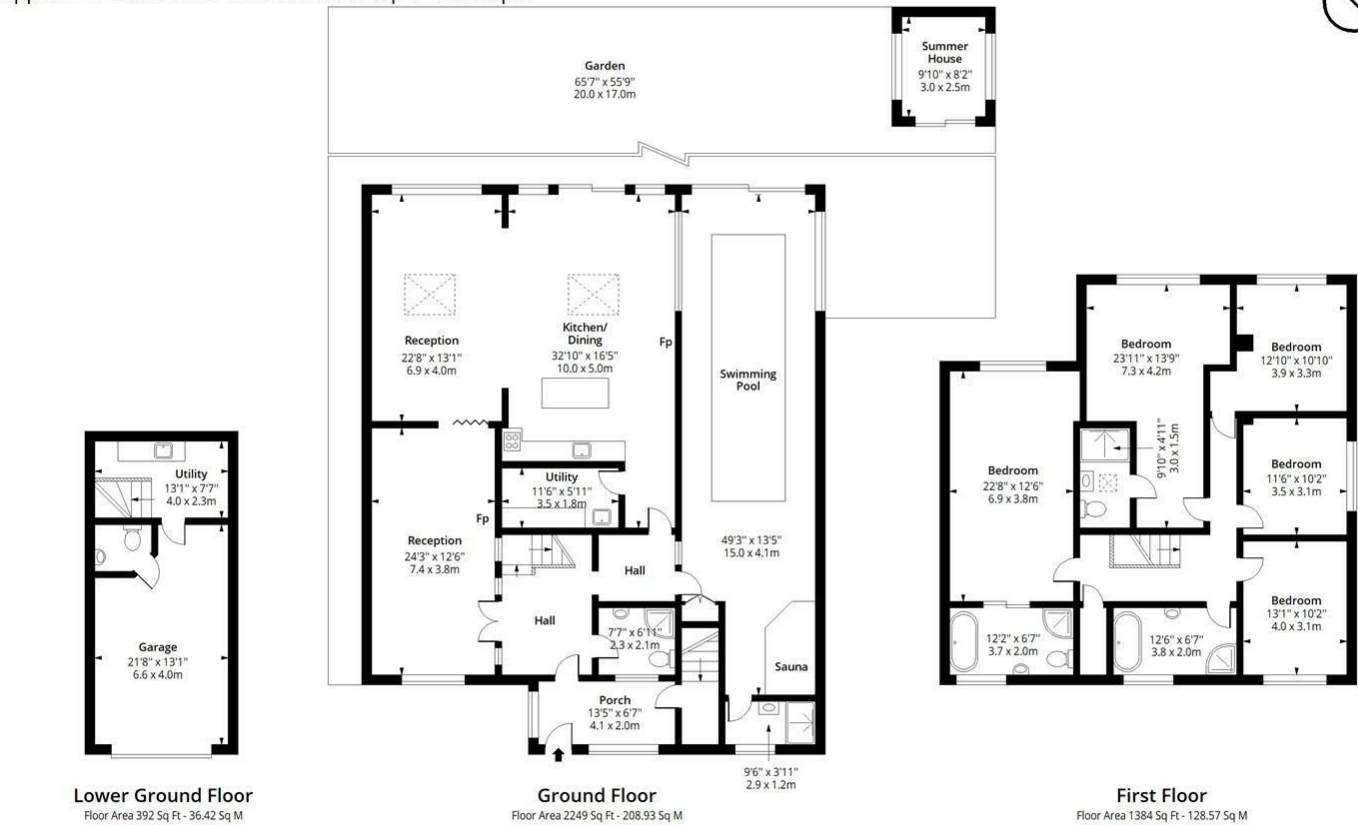 Garden
65'7" x 55'9"
20.0 x 17.0m
Summer
House
9'10" x 8'2"
3.0 x 2.5m
Reception
22'8" x 13'1"
6.9 x 4.0m
Kitchen/
Dining
32'10" x 16'5"
10.0 x 5.0m
Fp
Swimming
Pool
Utility
11'6" x 5'11"
3.5 x 1.8m
Fp
Reception
24'3" x 12'6"
7.4 x 3.8m
Hall
Hall
49'3" x 13'5"
15.0 x 4.1m
7'7" x 6'11"
2.3 x 2.1m
Sauna
Porch
13'5" x 6'7"
4.1 x 2.0m
9'6" x 3'11"
2.9 x 1.2m
Ground Floor
Floor Area 2249 Sq Ft - 208.93 Sq M
Utility
13'1" x 7'7"
4.0 x 2.3m
Garage
21'8" x 13'1"
6.6 x 4.0m
Lower Ground Floor
Floor Area 392 Sq Ft - 36.42 Sq M
Bedroom
23'11" x 13'9"
7.3 x 4.2m
Bedroom
12'10" x 10'10"
3.9 x 3.3m
9'10" x 4'11"
3.0 x 1.5m
Bedroom
22'8" x 12'6"
6.9 x 3.8m
Bedroom
11'6" x 10'2"
3.5 x 3.1m
Bedroom
13'1" x 10'2"
4.0 x 3.1m
12'2" x 6'7"
3.7 x 2.0m
12'6" x 6'7"
3.8 x 2.0m
First Floor
Floor Area 1384 Sq Ft - 128.57 Sq M